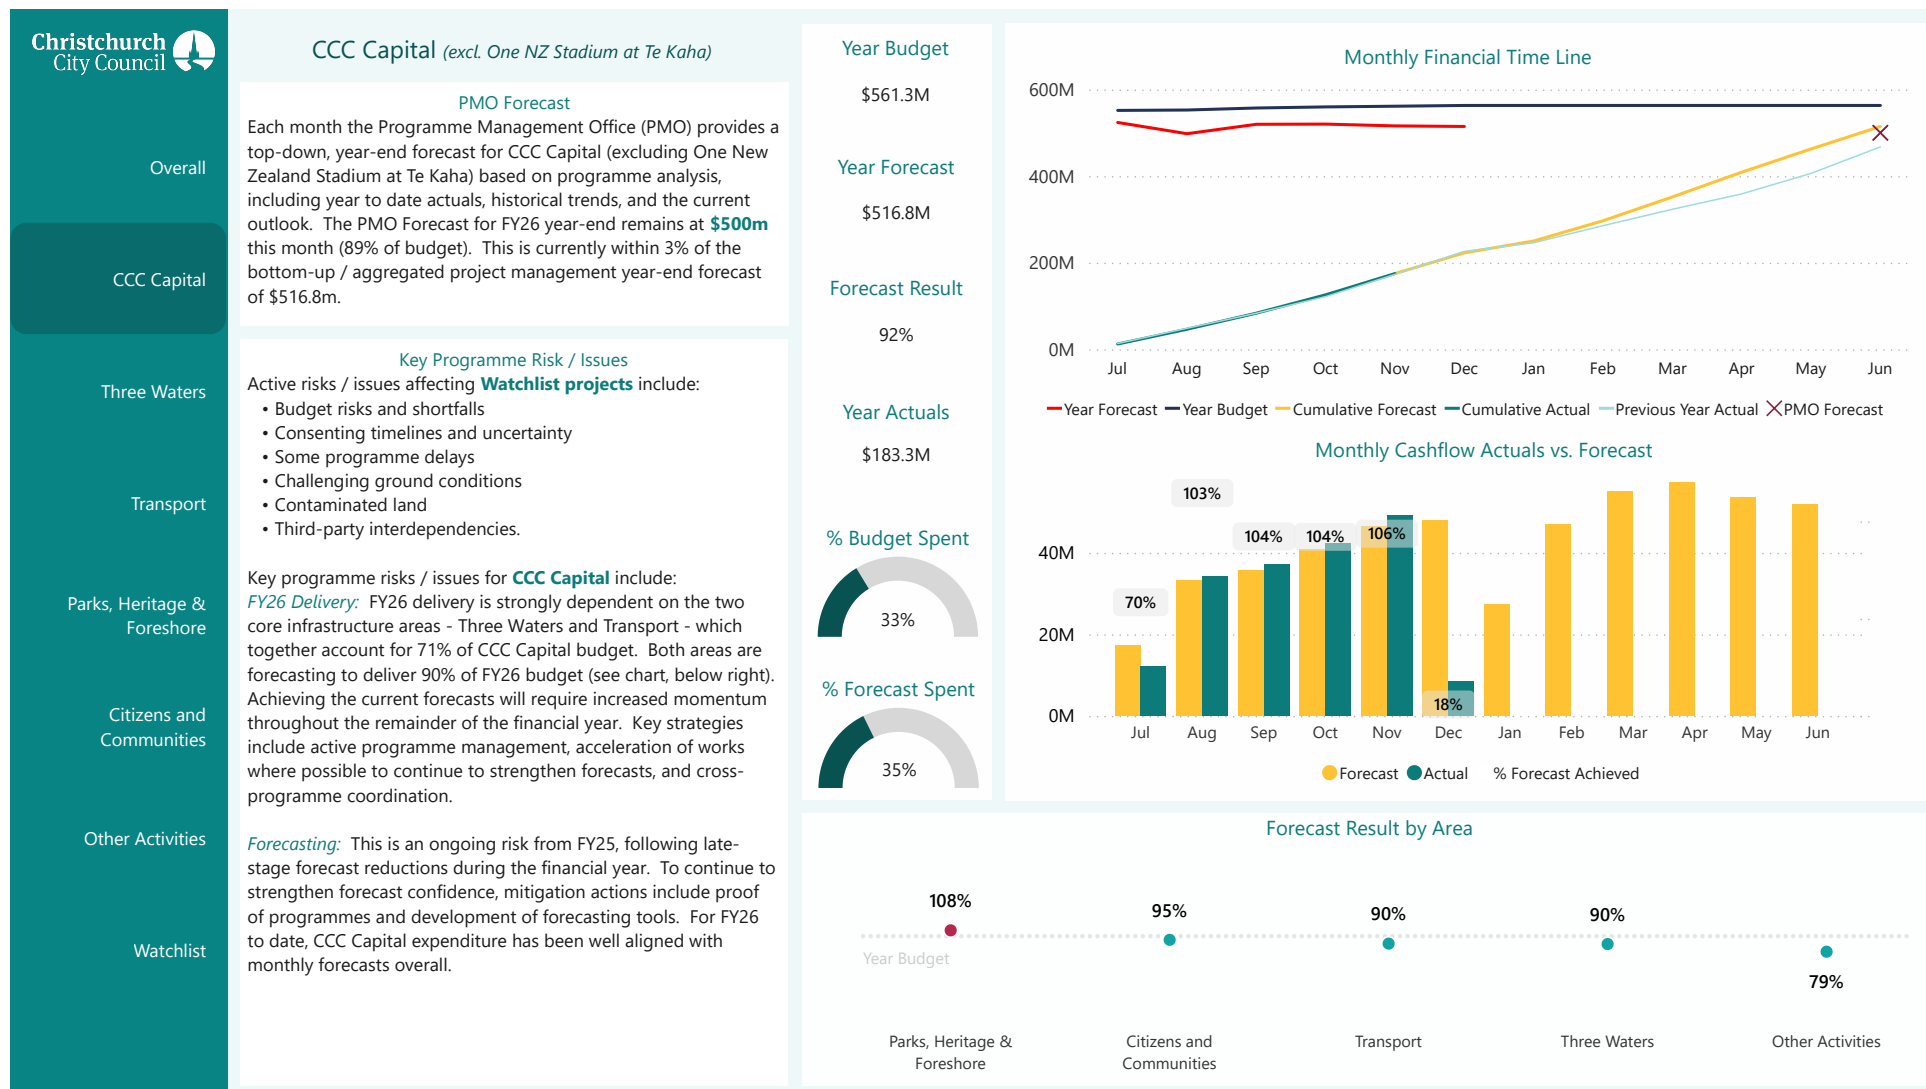 Christchurch
City Council
Overall
CCC Capital
Three Waters
Transport
Parks, Heritage &
Foreshore
Citizens and
Communities
Other Activities
Watchlist
CCC Capital (excl. One NZ Stadium at Te Kaha)
PMO Forecast
Each month the Programme Management Office (PMO) provides a
top-down, year-end forecast for CCC Capital (excluding One New
Zealand Stadium at Te Kaha) based on programme analysis,
including year to date actuals, historical trends, and the current
outlook. The PMO Forecast for FY26 year-end remains at $500m
this month (89% of budget). This is currently within 3% of the
bottom-up / aggregated project management year-end forecast
of $516.8m.
Key Programme Risk / Issues
Active risks / issues affecting Watchlist projects include:
• Budget risks and shortfalls
• Consenting timelines and uncertainty
• Some programme delays
• Challenging ground conditions
• Contaminated land
• Third-party interdependencies.
Key programme risks / issues for CCC Capital include:
FY26 Delivery: FY26 delivery is strongly dependent on the two
core infrastructure areas - Three Waters and Transport - which
together account for 71% of CCC Capital budget. Both areas are
forecasting to deliver 90% of FY26 budget (see chart, below right).
Achieving the current forecasts will require increased momentum
throughout the remainder of the financial year. Key strategies
include active programme management, acceleration of works
where possible to continue to strengthen forecasts, and cross-
programme coordination.
Forecasting: This is an ongoing risk from FY25, following late-
stage forecast reductions during the financial year. To continue to
strengthen forecast confidence, mitigation actions include proof
of programmes and development of forecasting tools. For FY26
to date, CCC Capital expenditure has been well aligned with
monthly forecasts overall.
Year Budget
$561.3M
Year Forecast
$516.8M
Forecast Result
92%
Year Actuals
$183.3M
% Budget Spent
33%
% Forecast Spent
35%
Monthly Financial Time Line
600M
400M
200M
0M
Jul Aug Sep Oct Nov Dec Jan Feb Mar Apr May Jun
Year Forecast Year Budget Cumulative Forecast Cumulative Actual Previous Year Actual PMO Forecast
Monthly Cashflow Actuals vs. Forecast
40M
20M
0M
70% 103% 104% 104% 106% 18%
Jul Aug Sep Oct Nov Dec Jan Feb Mar Apr May Jun
Forecast Actual % Forecast Achieved
Forecast Result by Area
108% 95% 90% 90% 79%
Year Budget
Parks, Heritage &
Foreshore
Citizens and
Communities
Transport
Three Waters
Other Activities